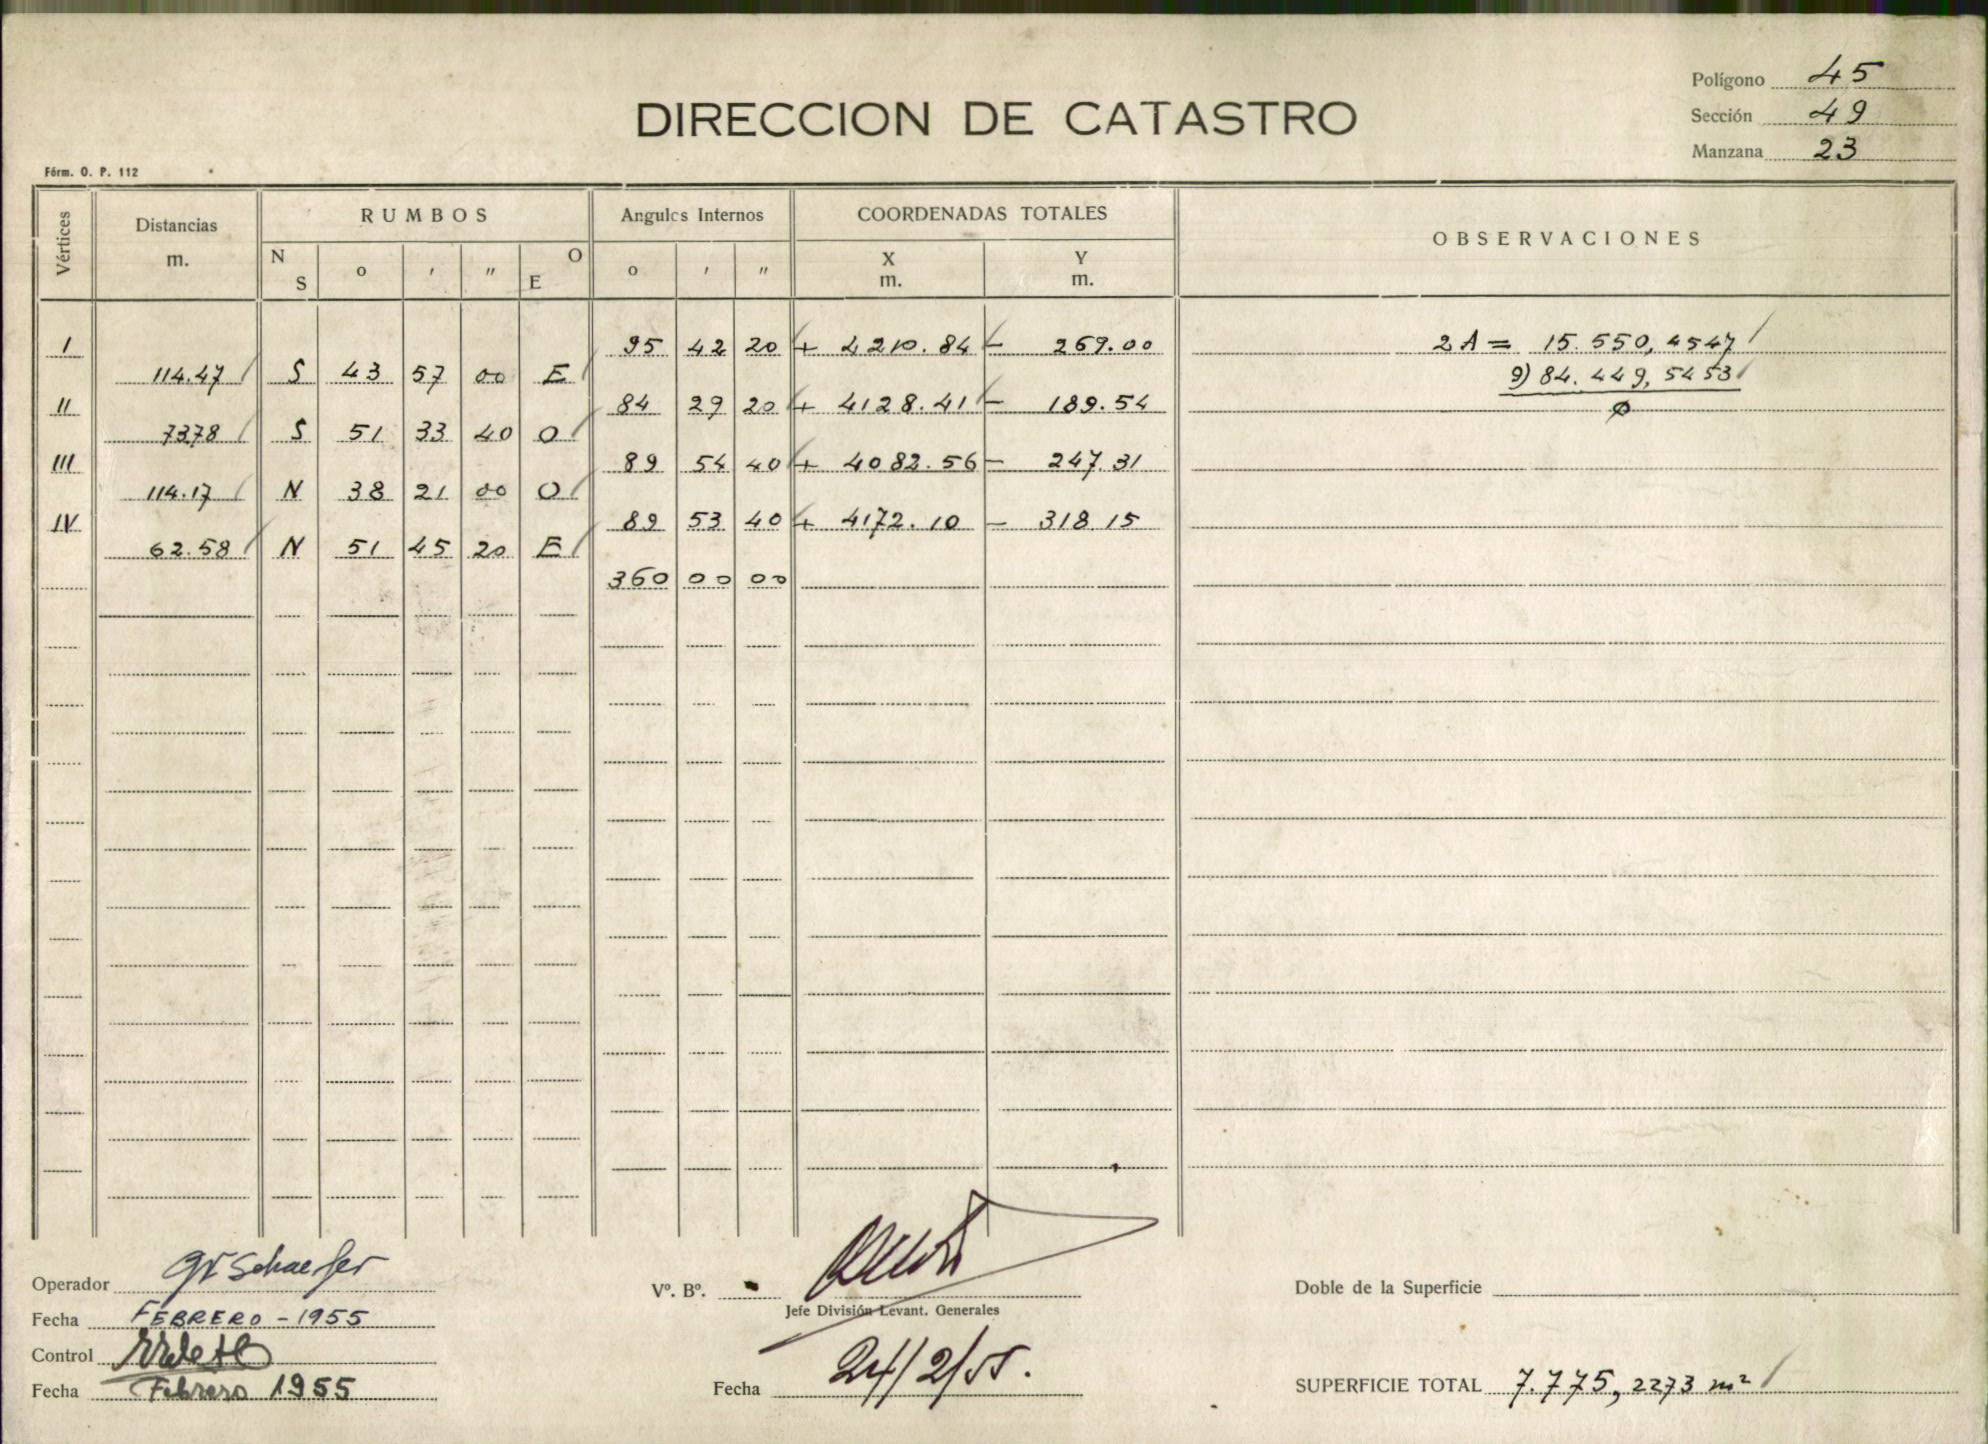 Polígono 45
DIRECCION DE CATASTRO
Sección 49
Manzana 23
Fórm. O. P. 112
Vértices Distancias m. RUMBOS Angulos Internos COORDENADAS TOTALES OBSERVACIONES
N S o ' " O E o ' " X m. Y m.
I 95 42 20 + 4210.84 - 269.00 2A = 15.550,4547
114.47 S 43 57 00 E 9) 84.449,5453
II 84 29 20 + 4128.41 - 189.54 0
73.78 S 51 33 40 O
III 89 54 40 + 4082.56 - 247.31
114.17 N 38 21 00 O
IV 89 53 40 + 4172.10 - 318.15
62.58 N 51 45 20 E
360 00 00
Operador Schaefer
Vº. Bº.
Doble de la Superficie
Fecha FEBRERO - 1955
Jefe División Levant. Generales
Control
Fecha Febrero 1955
Fecha 24/2/55.
SUPERFICIE TOTAL 7.775,2273 m²